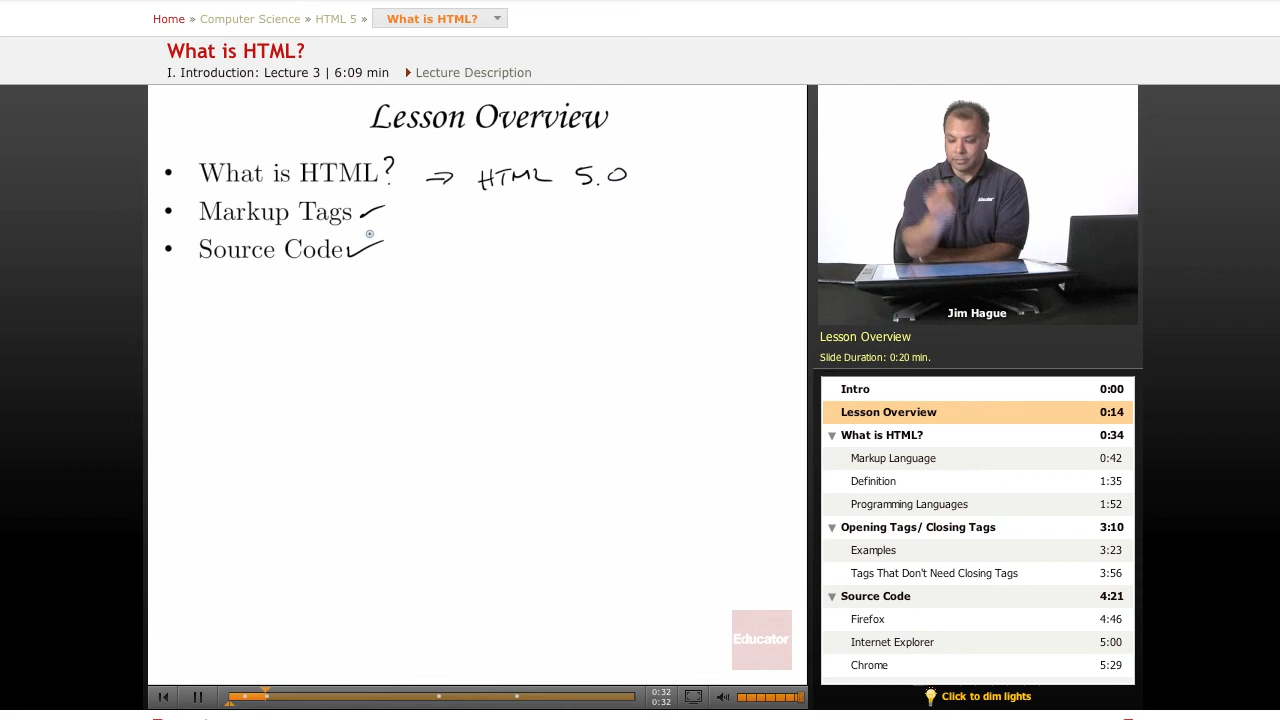 Home » Computer Science » HTML 5 » What is HTML?
What is HTML?
I. Introduction: Lecture 3 | 6:09 min Lecture Description
Lesson Overview
• What is HTML? ⇒ HTML 5.0
• Markup Tags ✓
• Source Code ✓
Educator
Educator
Jim Hague
Lesson Overview
Slide Duration: 0:20 min.
Intro 0:00
Lesson Overview 0:14
What is HTML? 0:34
Markup Language 0:42
Definition 1:35
Programming Languages 1:52
Opening Tags/ Closing Tags 3:10
Examples 3:23
Tags That Don't Need Closing Tags 3:56
Source Code 4:21
Firefox 4:46
Internet Explorer 5:00
Chrome 5:29
0:32
0:32
Click to dim lights